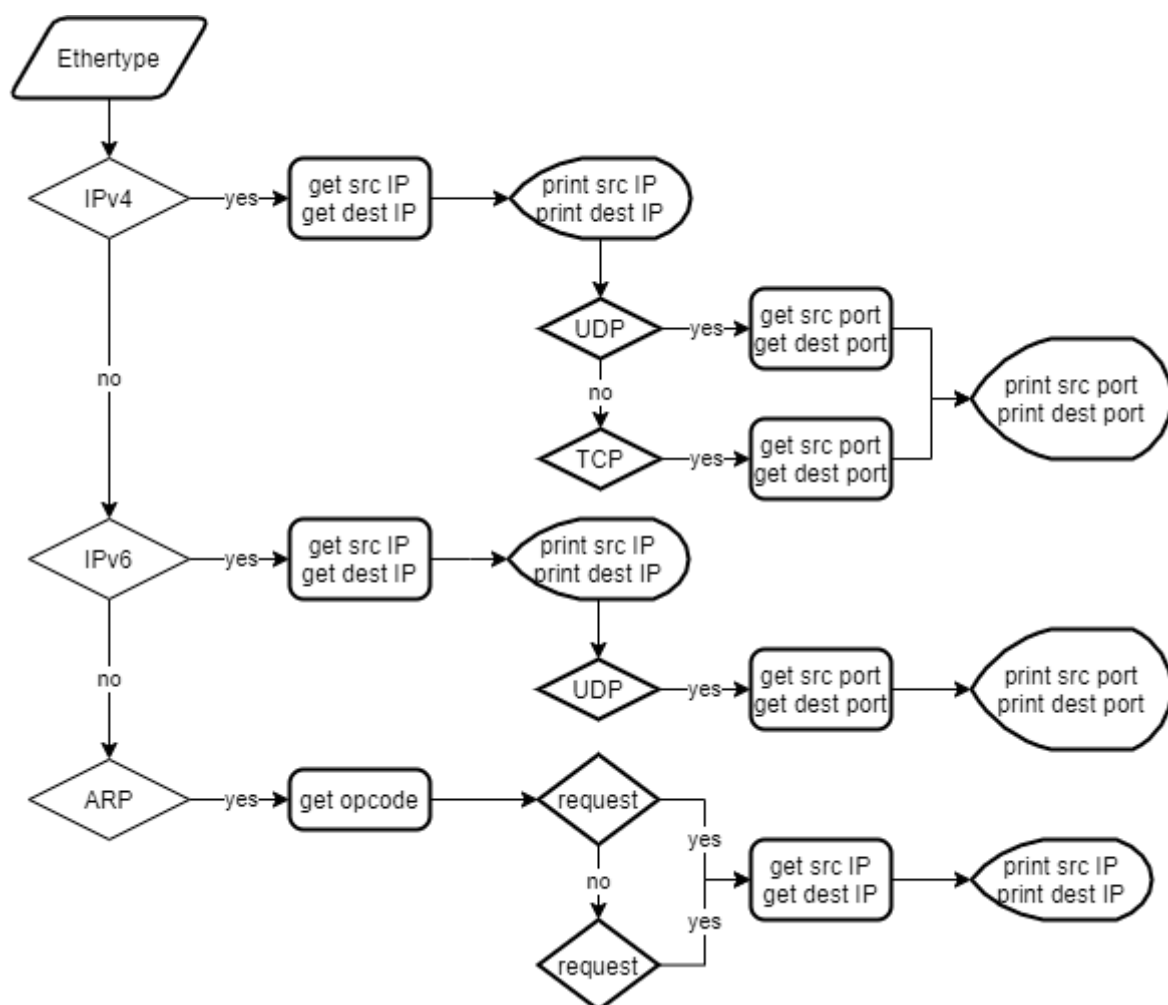 Ethertype
IPv4
yes
get src IP
get dest IP
print src IP
print dest IP
UDP
yes
get src port
get dest port
no
TCP
yes
get src port
get dest port
print src port
print dest port
no
IPv6
yes
get src IP
get dest IP
print src IP
print dest IP
UDP
yes
get src port
get dest port
print src port
print dest port
no
ARP
yes
get opcode
request
yes
no
request
yes
get src IP
get dest IP
print src IP
print dest IP